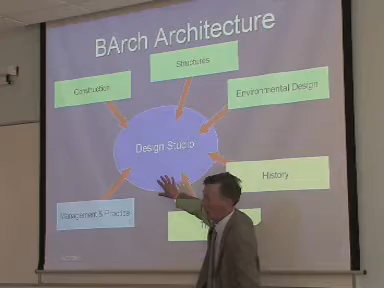 BArch Architecture
Structures
Construction
Environmental Design
Design Studio
History
Management & Practice